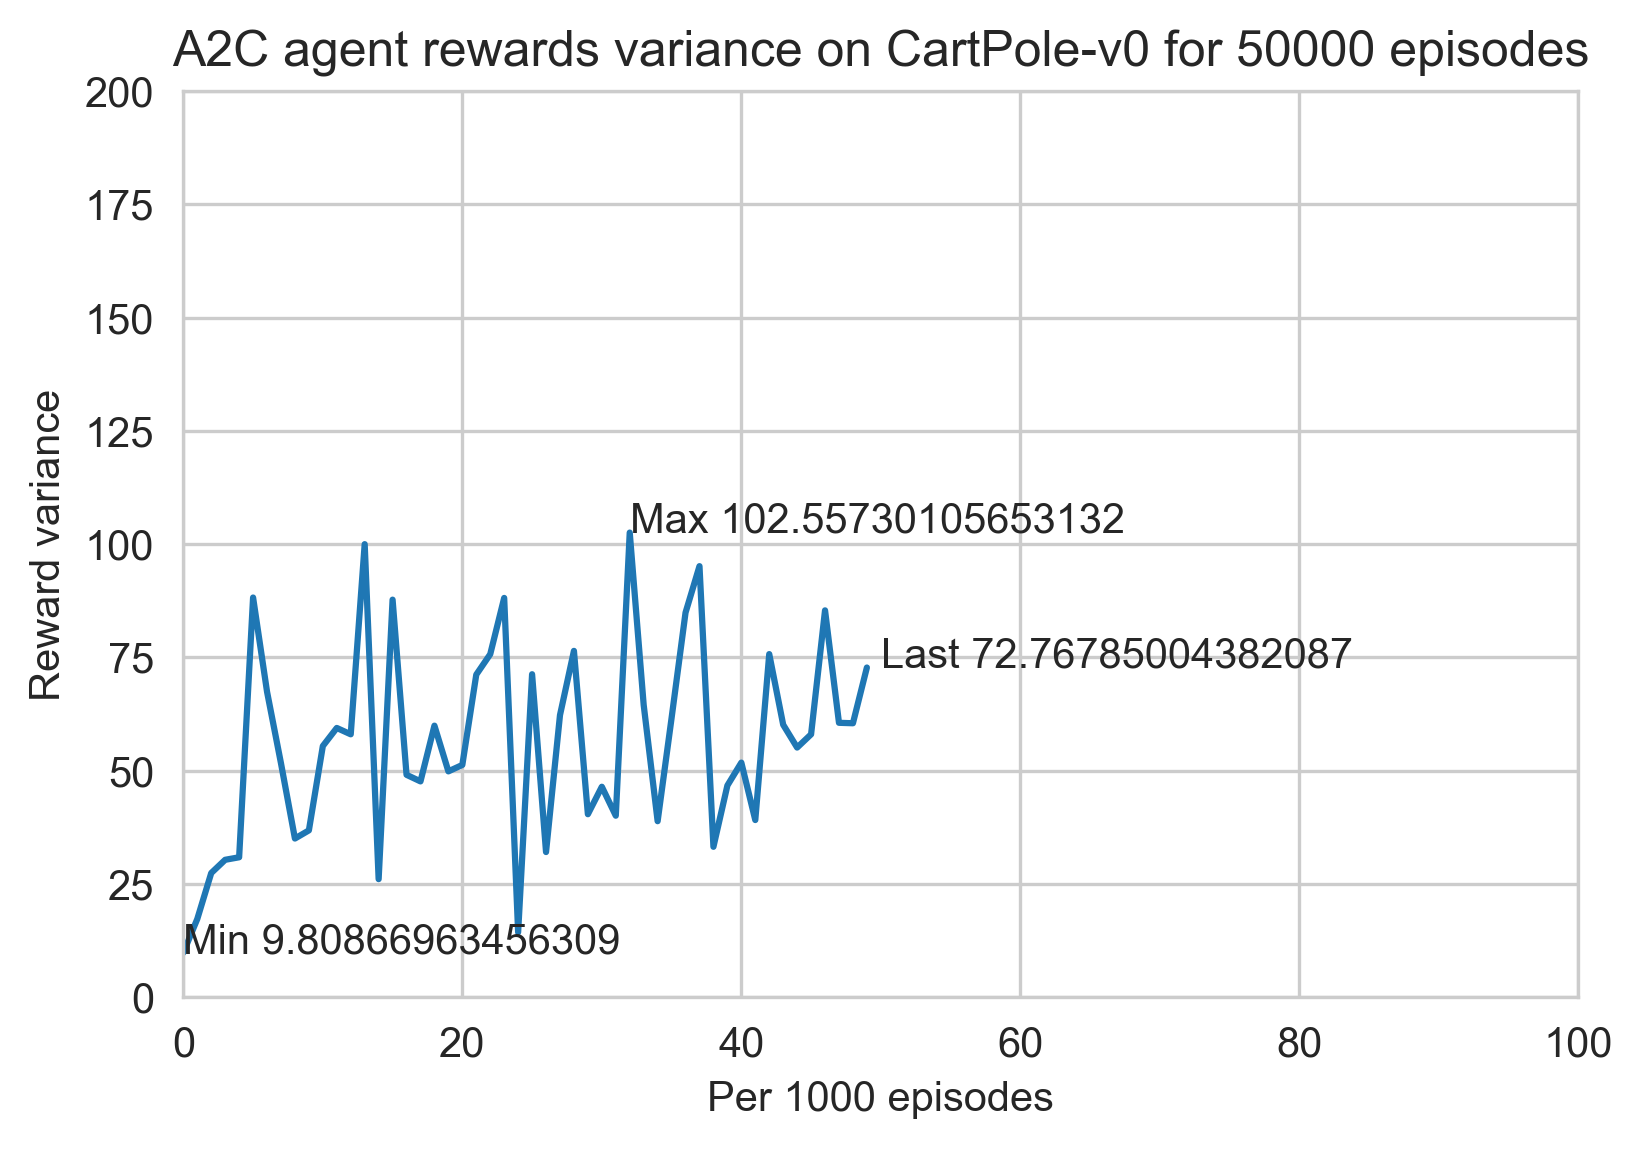 A2C agent rewards variance on CartPole-v0 for 50000 episodes
200
175
150
125
100
75
50
25
0
Reward variance
Max 102.55730105653132
Last 72.76785004382087
Min 9.80866963456309
0 20 40 60 80 100
Per 1000 episodes